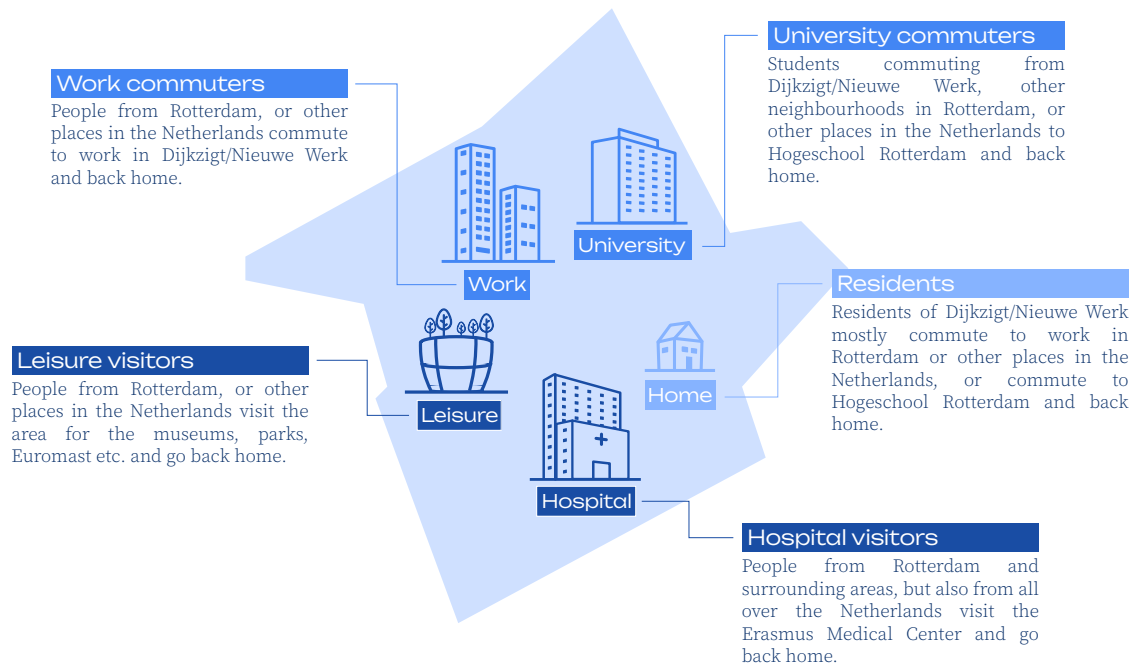 University commuters
Students commuting from
Dijkzigt/Nieuwe Werk, other
neighbourhoods in Rotterdam, or
other places in the Netherlands to
Hogeschool Rotterdam and back
home.
Work commuters
People from Rotterdam, or other
places in the Netherlands commute
to work in Dijkzigt/Nieuwe Werk
and back home.
University
Work
Residents
Residents of Dijkzigt/Nieuwe Werk
mostly commute to work in
Rotterdam or other places in the
Netherlands, or commute to
Hogeschool Rotterdam and back
home.
Leisure visitors
People from Rotterdam, or other
places in the Netherlands visit the
area for the museums, parks,
Euromast etc. and go back home.
Home
Leisure
Hospital
Hospital visitors
People from Rotterdam and
surrounding areas, but also from all
over the Netherlands visit the
Erasmus Medical Center and go
back home.